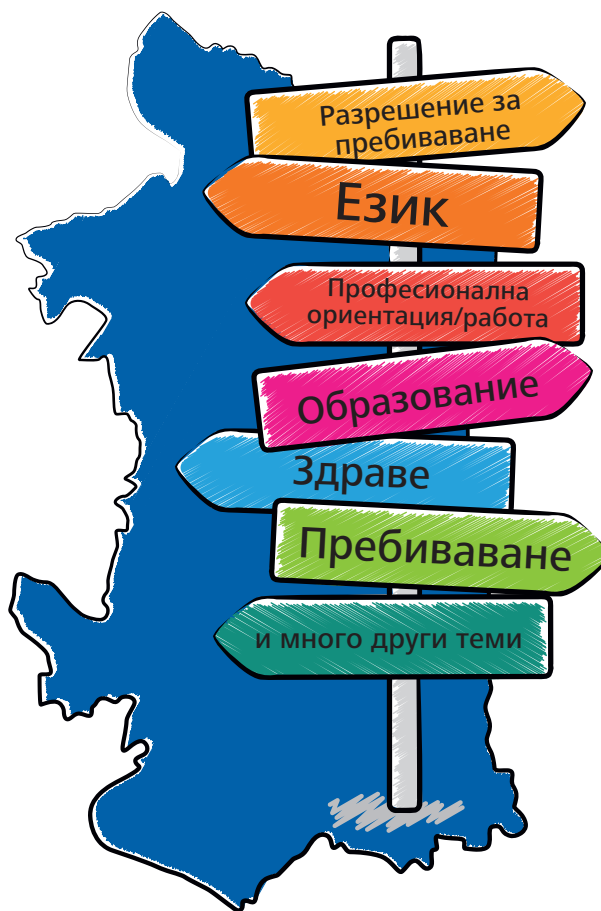 Разрешение за
пребиваване
Език
Професионална
ориентация/работа
Образование
Здраве
Пребиваване
и много други теми